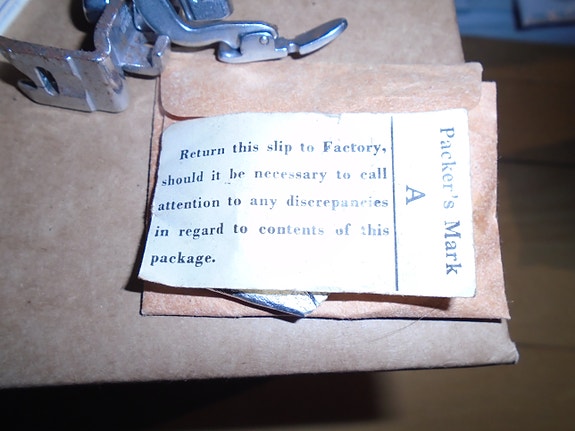 Return this slip to Factory,
should it be necessary to call
attention to any discrepancies
in regard to contents of this
package.
Packer's Mark
A